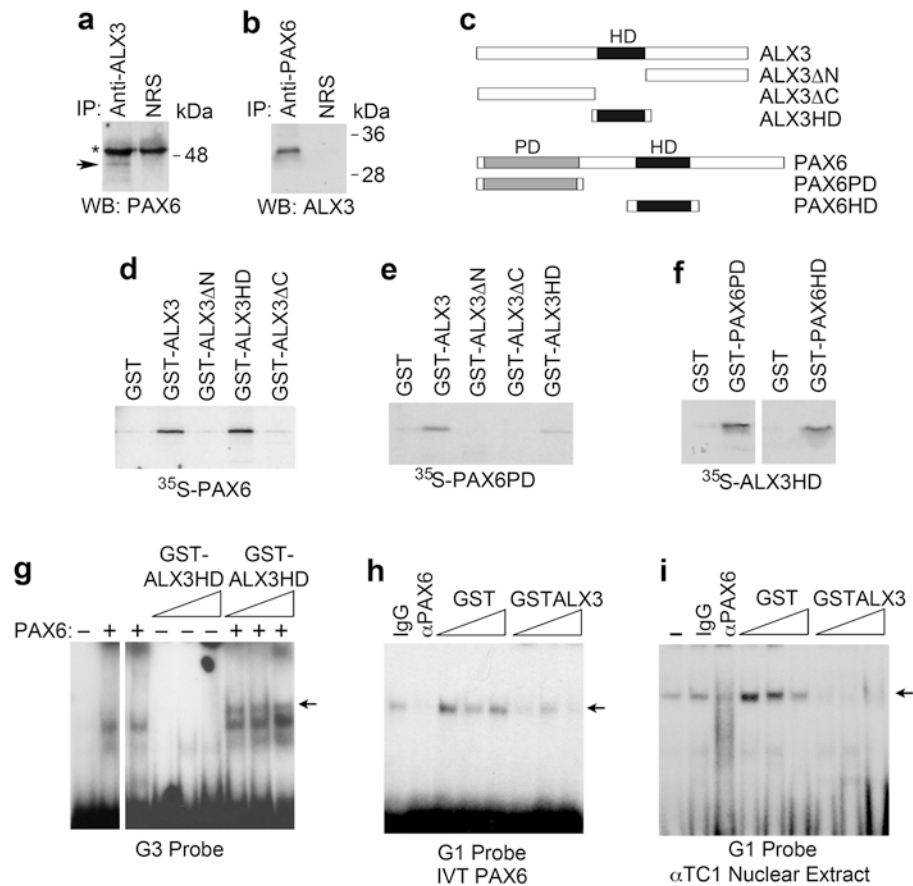 a
Anti-ALX3
NRS
IP:
kDa
*
- 48
WB: PAX6
b
Anti-PAX6
NRS
IP:
kDa
- 36
- 28
WB: ALX3
c
HD
ALX3
ALX3ΔN
ALX3ΔC
ALX3HD
PD
HD
PAX6
PAX6PD
PAX6HD
d
GST
GST-ALX3
GST-ALX3ΔN
GST-ALX3HD
GST-ALX3ΔC
35S-PAX6
e
GST
GST-ALX3
GST-ALX3ΔN
GST-ALX3ΔC
GST-ALX3HD
35S-PAX6PD
f
GST
GST-PAX6PD
GST
GST-PAX6HD
35S-ALX3HD
g
GST-
ALX3HD
GST-
ALX3HD
PAX6: − + + − − − + + +
G3 Probe
h
IgG
αPAX6
GST
GSTALX3
G1 Probe
IVT PAX6
i
−
IgG
αPAX6
GST
GSTALX3
G1 Probe
αTC1 Nuclear Extract